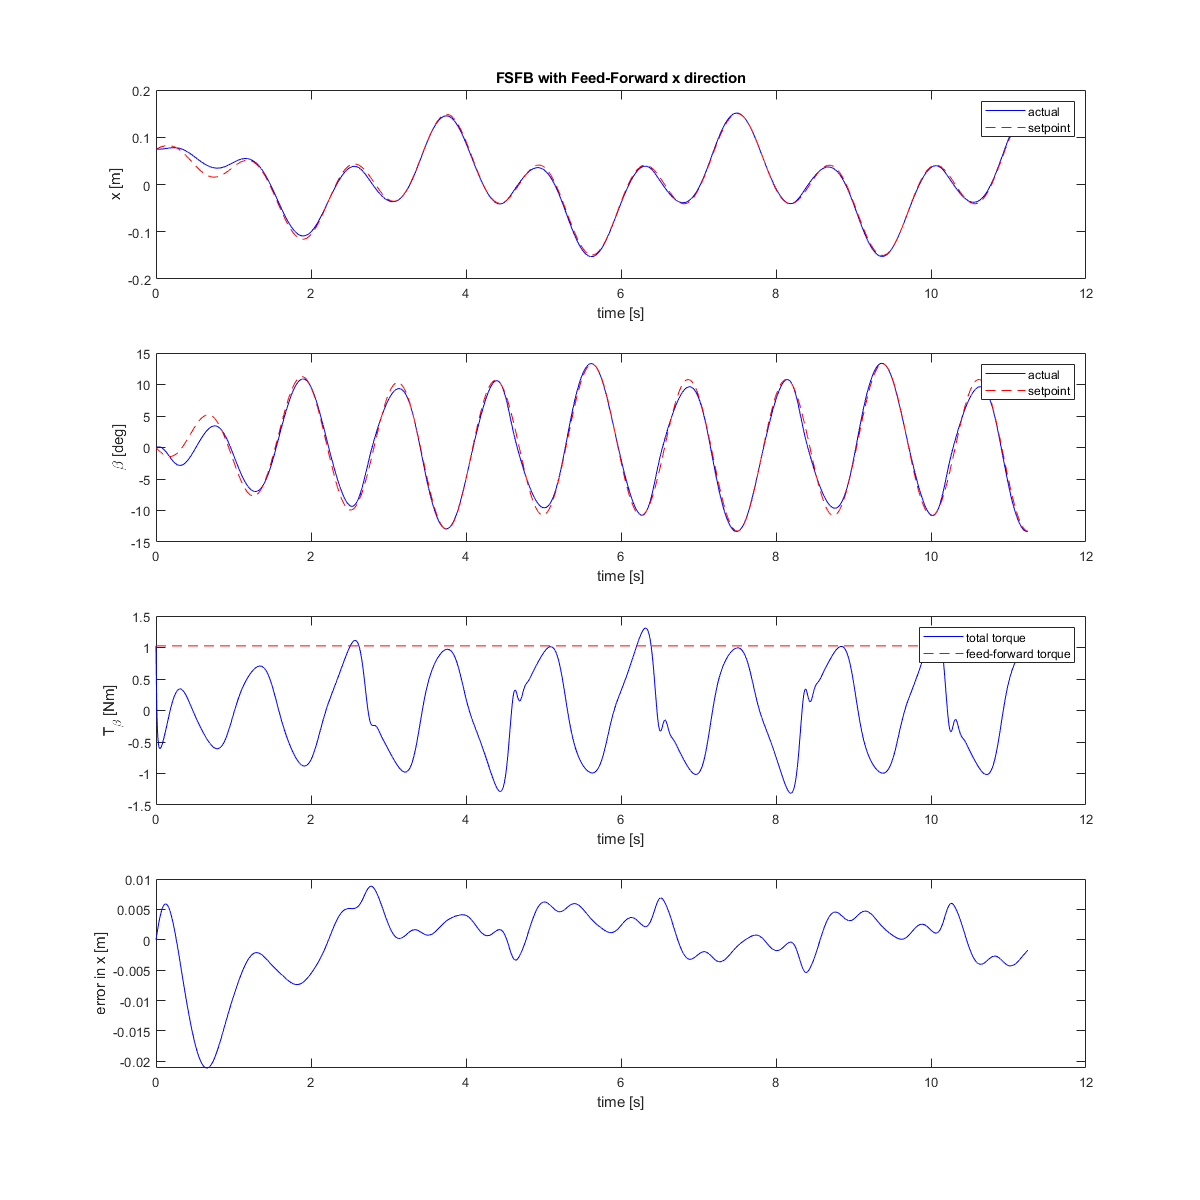 FSFB with Feed-Forward x direction
0.2
0.1
0
-0.1
-0.2
x [m]
actual
setpoint
0 2 4 6 8 10 12
time [s]
15
10
5
0
-5
-10
-15
β [deg]
actual
setpoint
0 2 4 6 8 10 12
time [s]
1.5
1
0.5
0
-0.5
-1
-1.5
Tβ [Nm]
total torque
feed-forward torque
0 2 4 6 8 10 12
time [s]
0.01
0.005
0
-0.005
-0.01
-0.015
-0.02
error in x [m]
0 2 4 6 8 10 12
time [s]